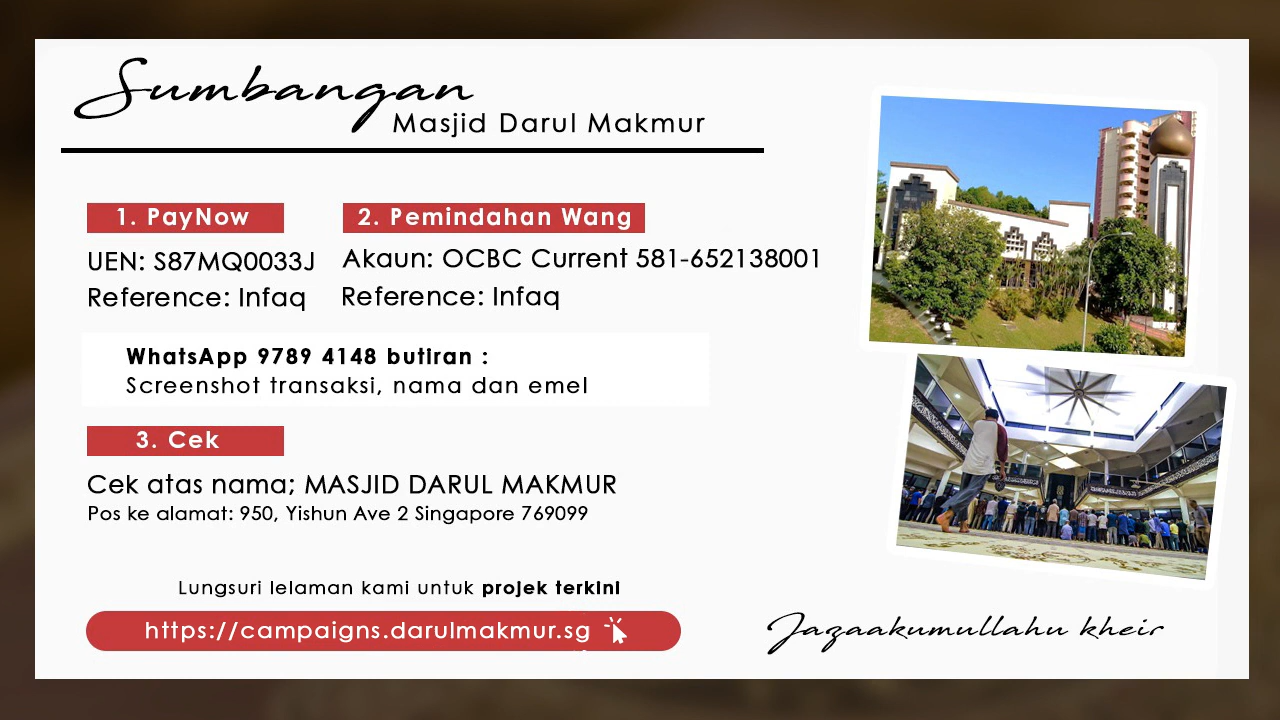 Sumbangan
Masjid Darul Makmur
1. PayNow
UEN: S87MQ0033J
Reference: Infaq
2. Pemindahan Wang
Akaun: OCBC Current 581-652138001
Reference: Infaq
WhatsApp 9789 4148 butiran :
Screenshot transaksi, nama dan emel
3. Cek
Cek atas nama; MASJID DARUL MAKMUR
Pos ke alamat: 950, Yishun Ave 2 Singapore 769099
Lungsuri lelaman kami untuk projek terkini
https://campaigns.darulmakmur.sg
Jazaakumullahu kheir